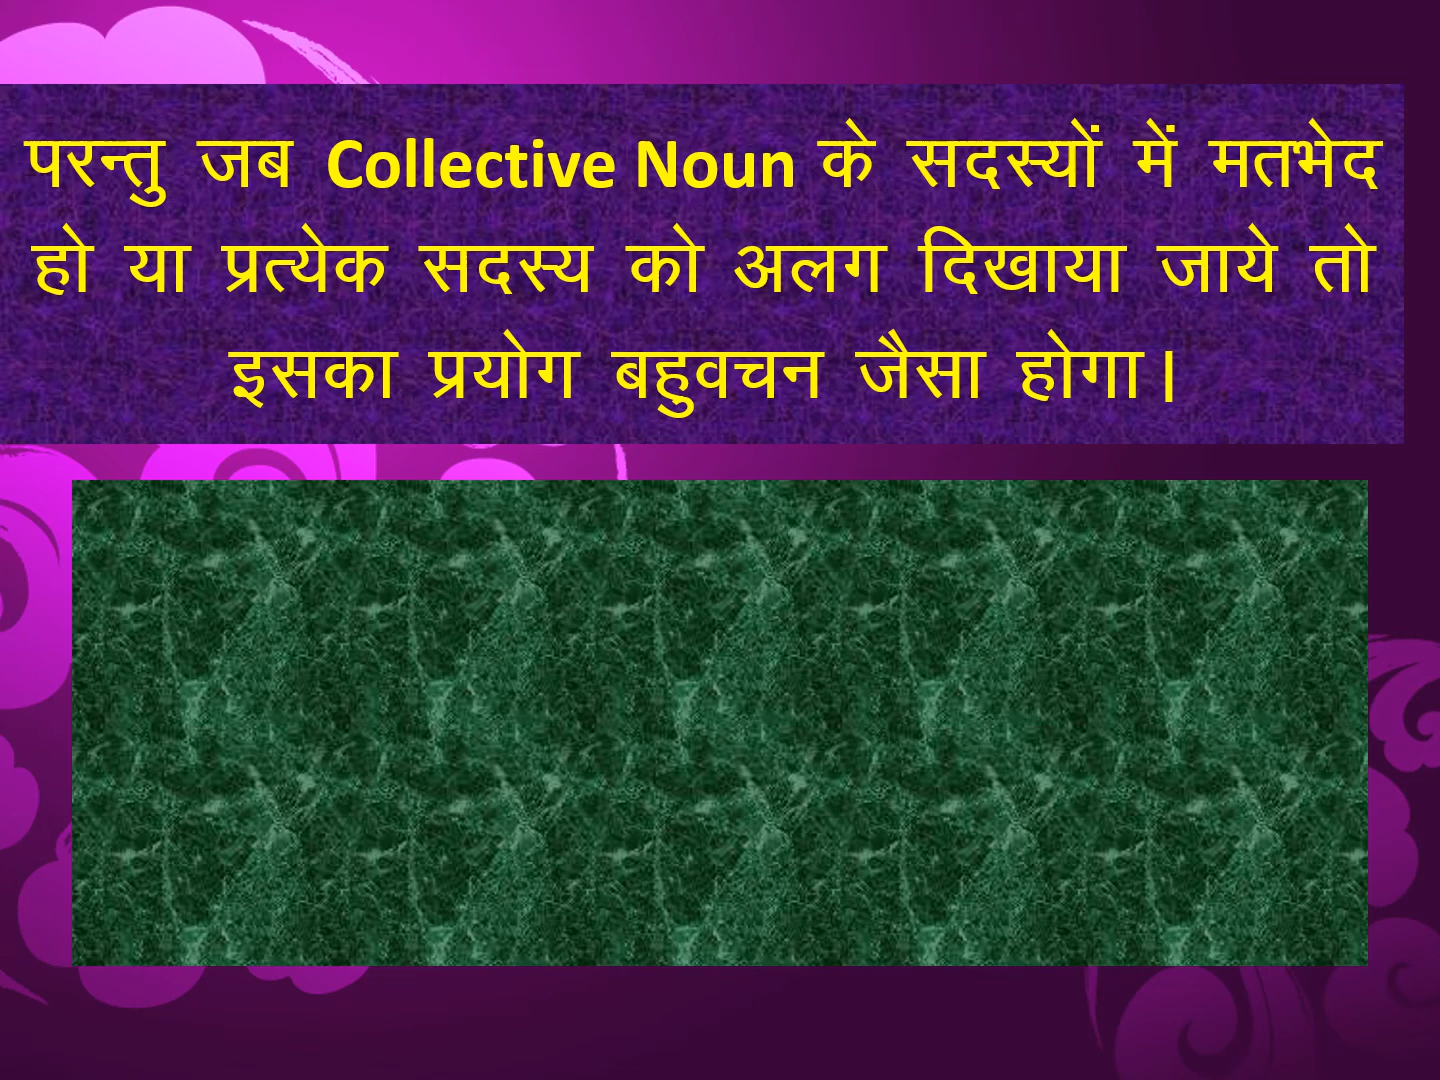 परन्तु जब Collective Noun के सदस्यों में मतभेद
हो या प्रत्येक सदस्य को अलग दिखाया जाये तो
इसका प्रयोग बहुवचन जैसा होगा।